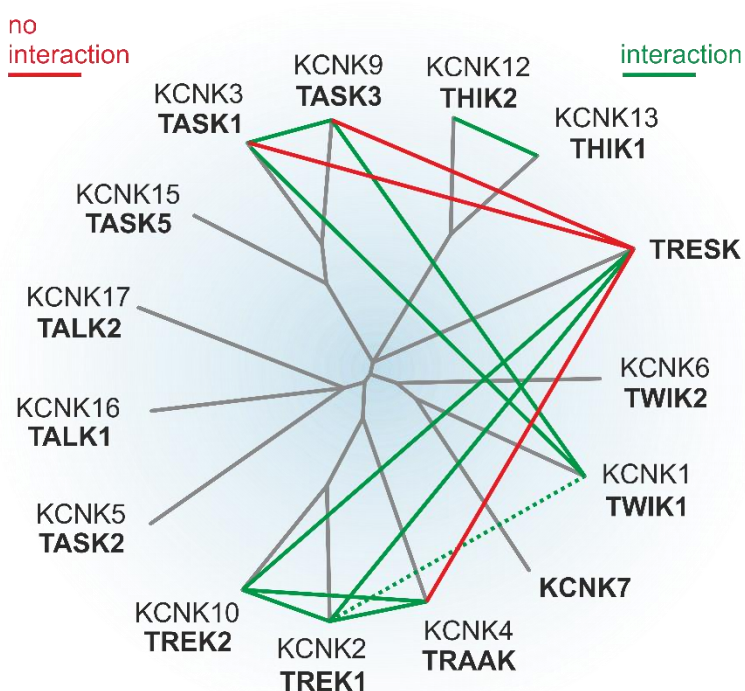 no
interaction
interaction
KCNK9
TASK3
KCNK12
THIK2
KCNK3
TASK1
KCNK13
THIK1
KCNK15
TASK5
TRESK
KCNK17
TALK2
KCNK6
TWIK2
KCNK16
TALK1
KCNK1
TWIK1
KCNK5
TASK2
KCNK7
KCNK10
TREK2
KCNK2
TREK1
KCNK4
TRAAK